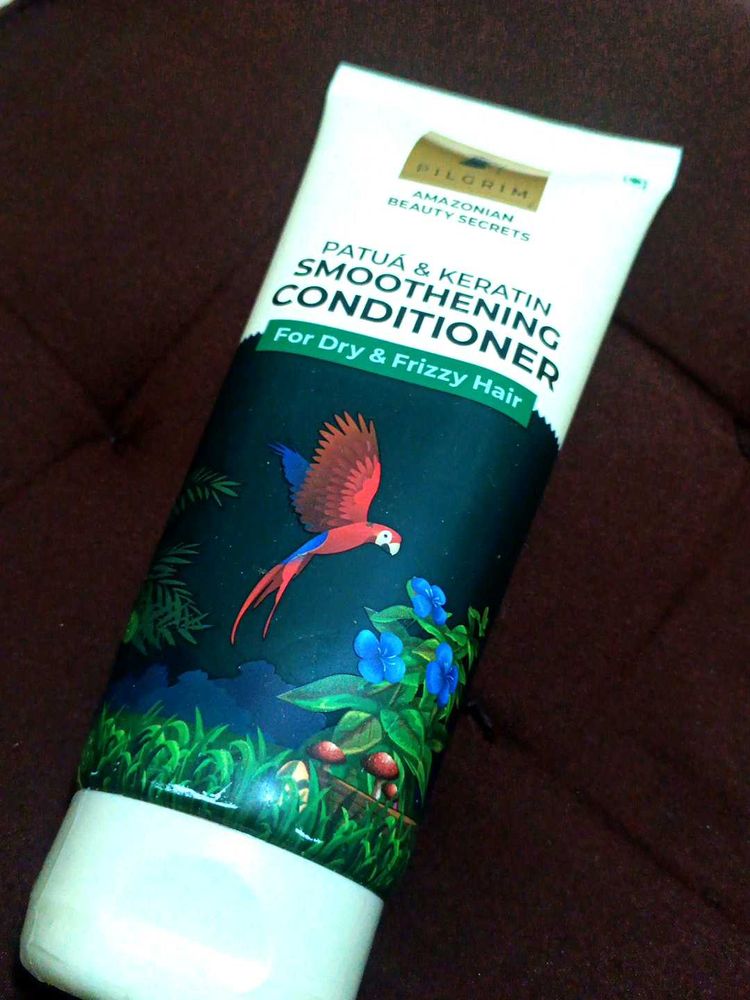 PILGRIM
AMAZONIAN
BEAUTY SECRETS
PATUÁ & KERATIN
SMOOTHENING
CONDITIONER
For Dry & Frizzy Hair